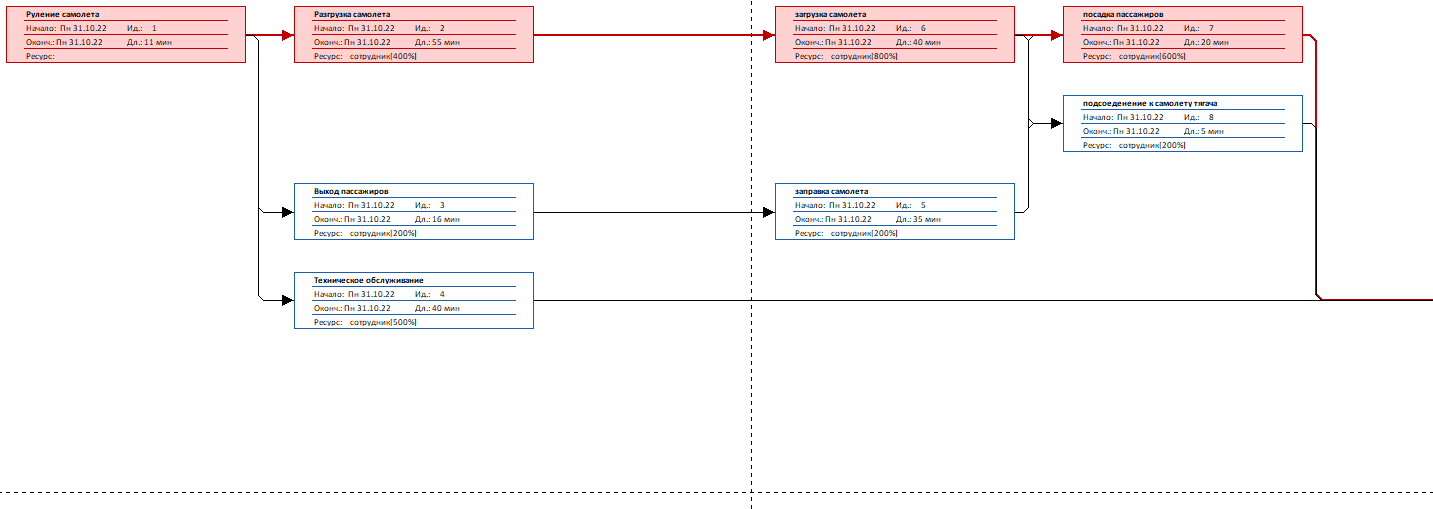 Руление самолета
Начало: Пн 31.10.22 Ид.: 1
Оконч.: Пн 31.10.22 Дл.: 11 мин
Ресурс:
Разгрузка самолета
Начало: Пн 31.10.22 Ид.: 2
Оконч.: Пн 31.10.22 Дл.: 55 мин
Ресурс: сотрудник[400%]
загрузка самолета
Начало: Пн 31.10.22 Ид.: 6
Оконч.: Пн 31.10.22 Дл.: 40 мин
Ресурс: сотрудник[800%]
посадка пассажиров
Начало: Пн 31.10.22 Ид.: 7
Оконч.: Пн 31.10.22 Дл.: 20 мин
Ресурс: сотрудник[600%]
подсоеденение к самолету тягача
Начало: Пн 31.10.22 Ид.: 8
Оконч.: Пн 31.10.22 Дл.: 5 мин
Ресурс: сотрудник[200%]
Выход пассажиров
Начало: Пн 31.10.22 Ид.: 3
Оконч.: Пн 31.10.22 Дл.: 16 мин
Ресурс: сотрудник[200%]
заправка самолета
Начало: Пн 31.10.22 Ид.: 5
Оконч.: Пн 31.10.22 Дл.: 35 мин
Ресурс: сотрудник[200%]
Техническое обслуживание
Начало: Пн 31.10.22 Ид.: 4
Оконч.: Пн 31.10.22 Дл.: 40 мин
Ресурс: сотрудник[500%]